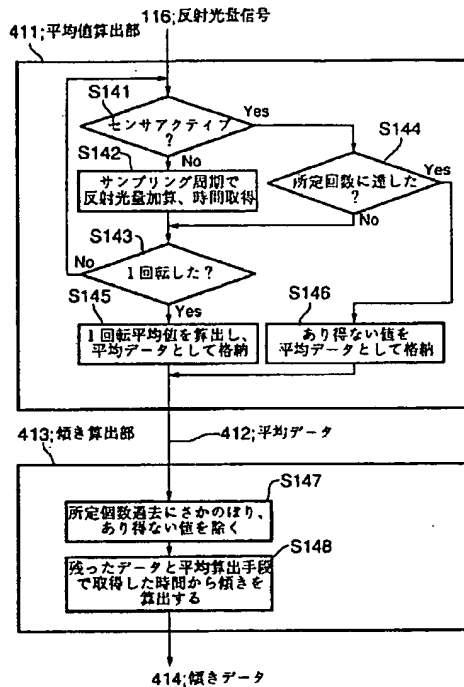 116;反射光量信号
411;平均値算出部
S141
センサアクティブ
?
Yes
S144
S142
No
サンプリング周期で
反射光量加算、時間取得
所定回数に達した
?
Yes
No
S143
No
1回転した?
S145
Yes
S146
1回転平均値を算出し、
平均データとして格納
あり得ない値を
平均データとして格納
413;傾き算出部
412;平均データ
S147
所定個数過去にさかのぼり、
あり得ない値を除く
S148
残ったデータと平均算出手段
で取得した時間から傾きを
算出する
414;傾きデータ